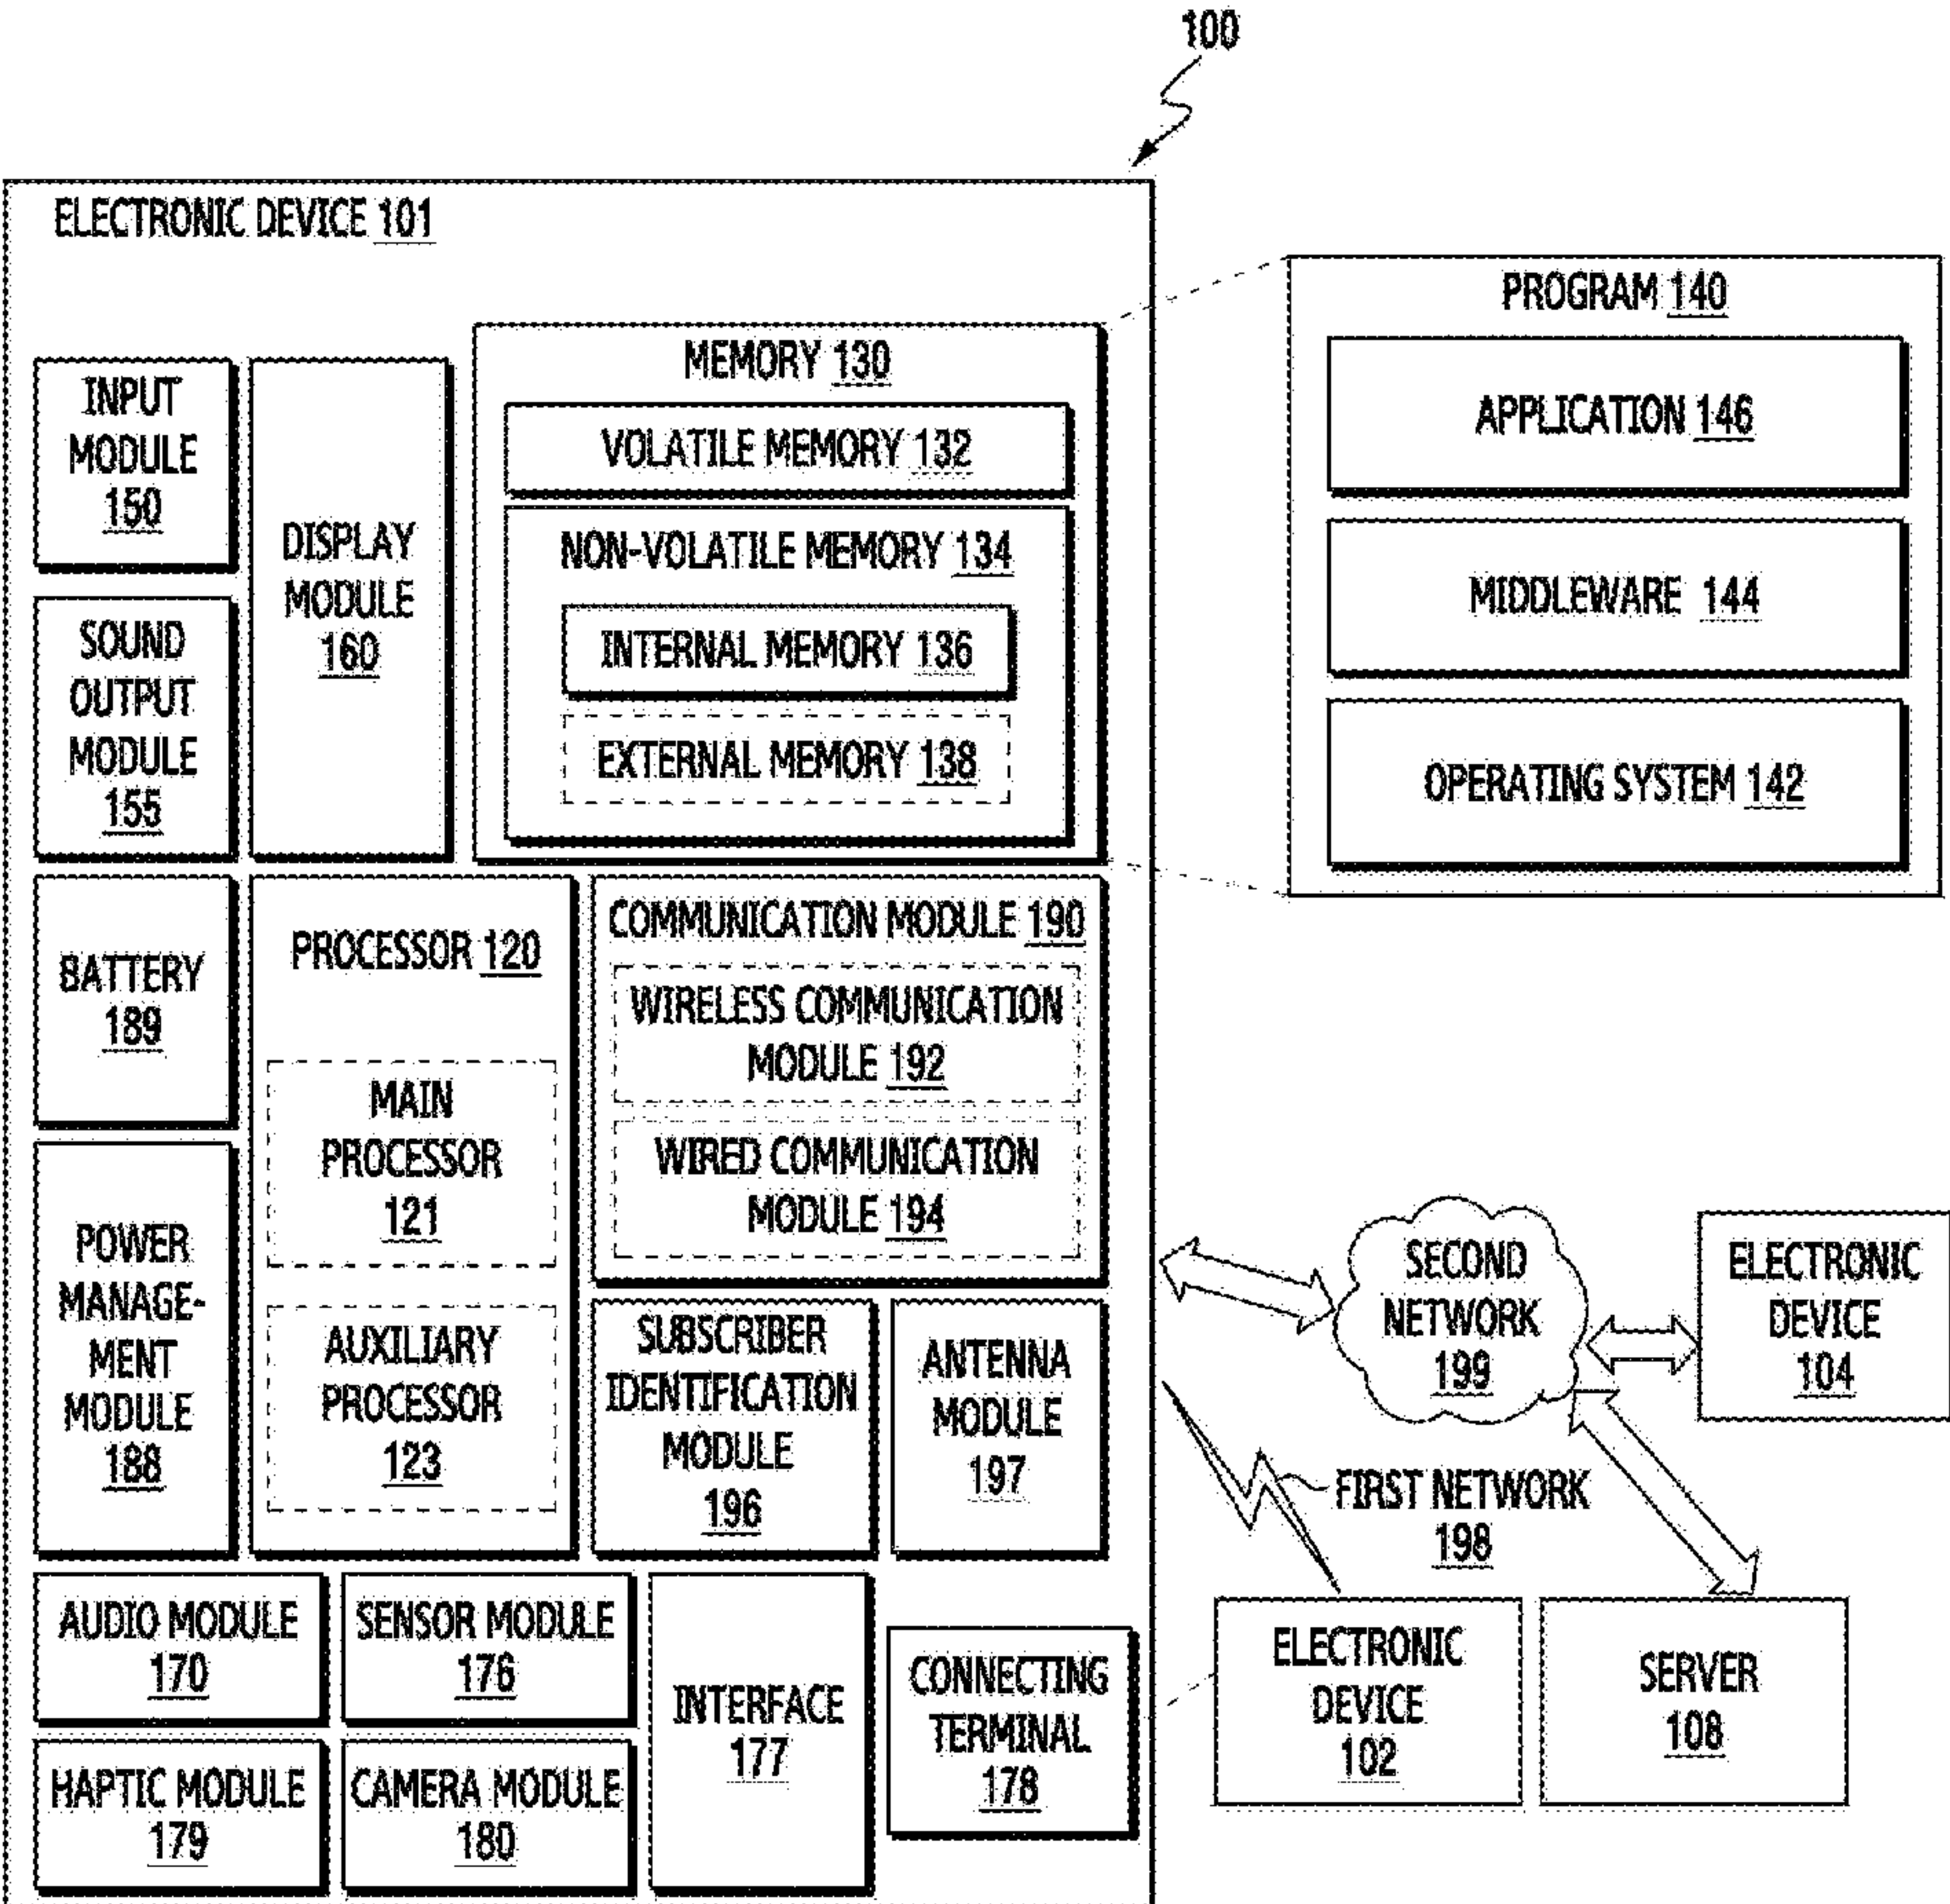 100
ELECTRONIC DEVICE 101
INPUT
MODULE
150
SOUND
OUTPUT
MODULE
155
DISPLAY
MODULE
160
MEMORY 130
VOLATILE MEMORY 132
NON-VOLATILE MEMORY 134
INTERNAL MEMORY 136
EXTERNAL MEMORY 138
PROGRAM 140
APPLICATION 146
MIDDLEWARE 144
OPERATING SYSTEM 142
BATTERY
189
POWER
MANAGE-
MENT
MODULE
188
PROCESSOR 120
MAIN
PROCESSOR
121
AUXILIARY
PROCESSOR
123
COMMUNICATION MODULE 190
WIRELESS COMMUNICATION
MODULE 192
WIRED COMMUNICATION
MODULE 194
SUBSCRIBER
IDENTIFICATION
MODULE
196
ANTENNA
MODULE
197
SECOND
NETWORK
199
ELECTRONIC
DEVICE
104
FIRST NETWORK
198
AUDIO MODULE
170
SENSOR MODULE
176
HAPTIC MODULE
179
CAMERA MODULE
180
INTERFACE
177
CONNECTING
TERMINAL
178
ELECTRONIC
DEVICE
102
SERVER
108